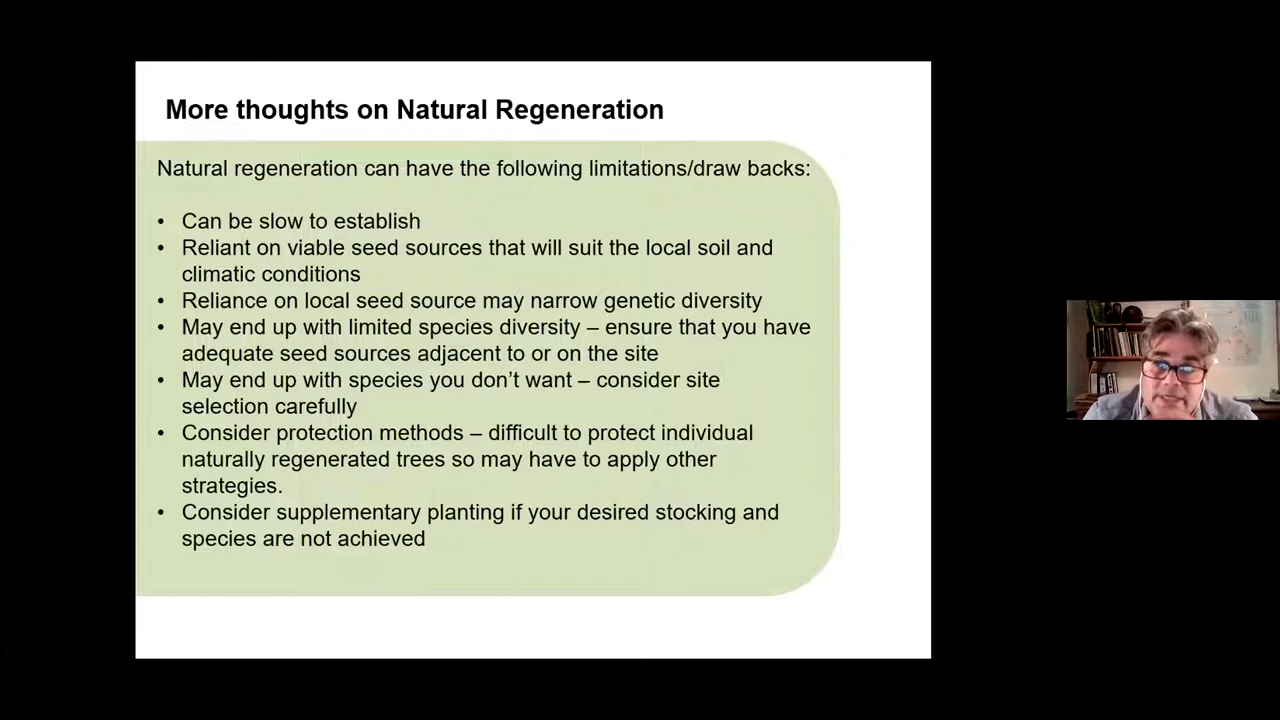 More thoughts on Natural Regeneration
Natural regeneration can have the following limitations/draw backs:
• Can be slow to establish
• Reliant on viable seed sources that will suit the local soil and
climatic conditions
• Reliance on local seed source may narrow genetic diversity
• May end up with limited species diversity – ensure that you have
adequate seed sources adjacent to or on the site
• May end up with species you don’t want – consider site
selection carefully
• Consider protection methods – difficult to protect individual
naturally regenerated trees so may have to apply other
strategies.
• Consider supplementary planting if your desired stocking and
species are not achieved